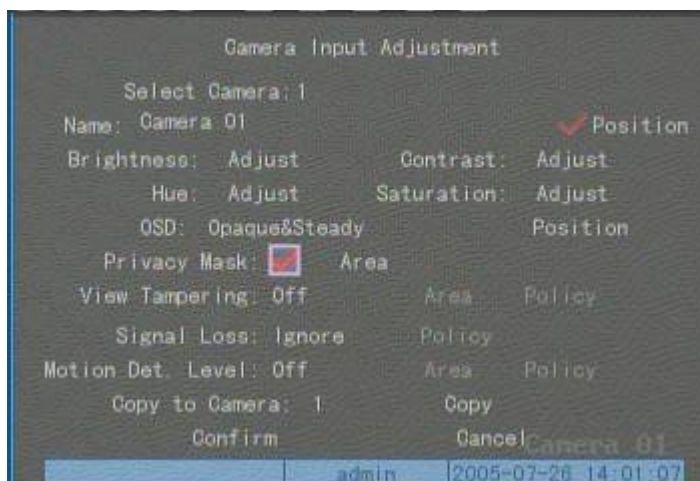 Camera Input Adjustment
Select Camera: 1
Name: Camera 01 Position
Brightness: Adjust Contrast: Adjust
Hue: Adjust Saturation: Adjust
OSD: Opaque&Steady Position
Privacy Mask: Area
View Tampering: Off Area Policy
Signal Loss: Ignore Policy
Motion Det. Level: Off Area Policy
Copy to Camera: 1 Copy
Confirm Cancel
Camera 01
admin 2005-07-26 14:01:07